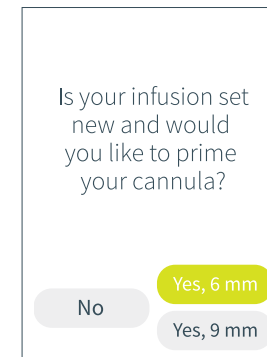 Is your infusion set
new and would
you like to prime
your cannula?
Yes, 6 mm
No
Yes, 9 mm